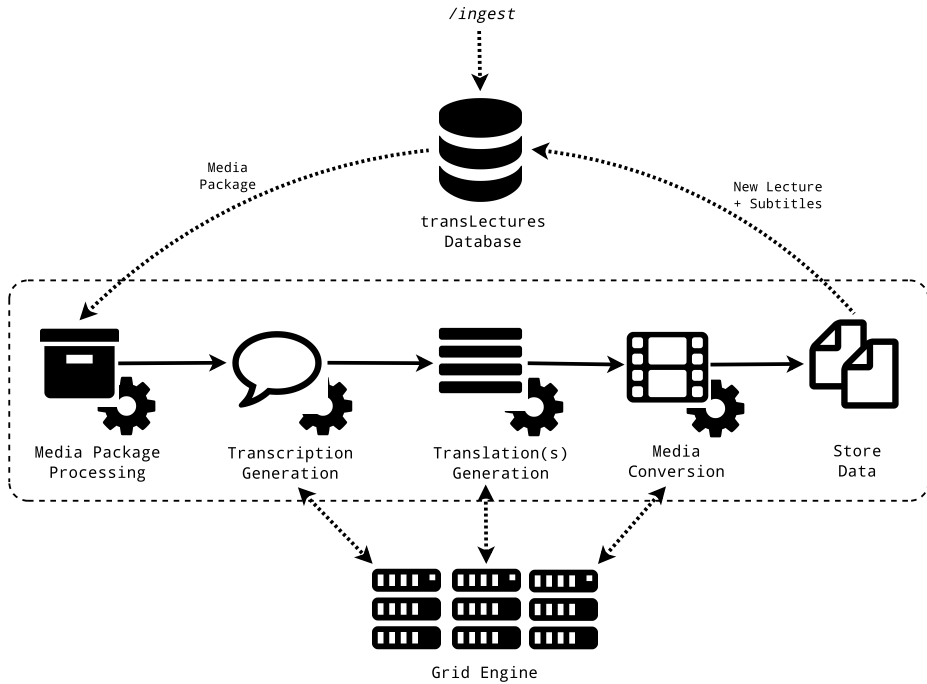 /ingest
Media
Package
New Lecture
+ Subtitles
transLectures
Database
Media Package
Processing
Transcription
Generation
Translation(s)
Generation
Media
Conversion
Store
Data
Grid Engine